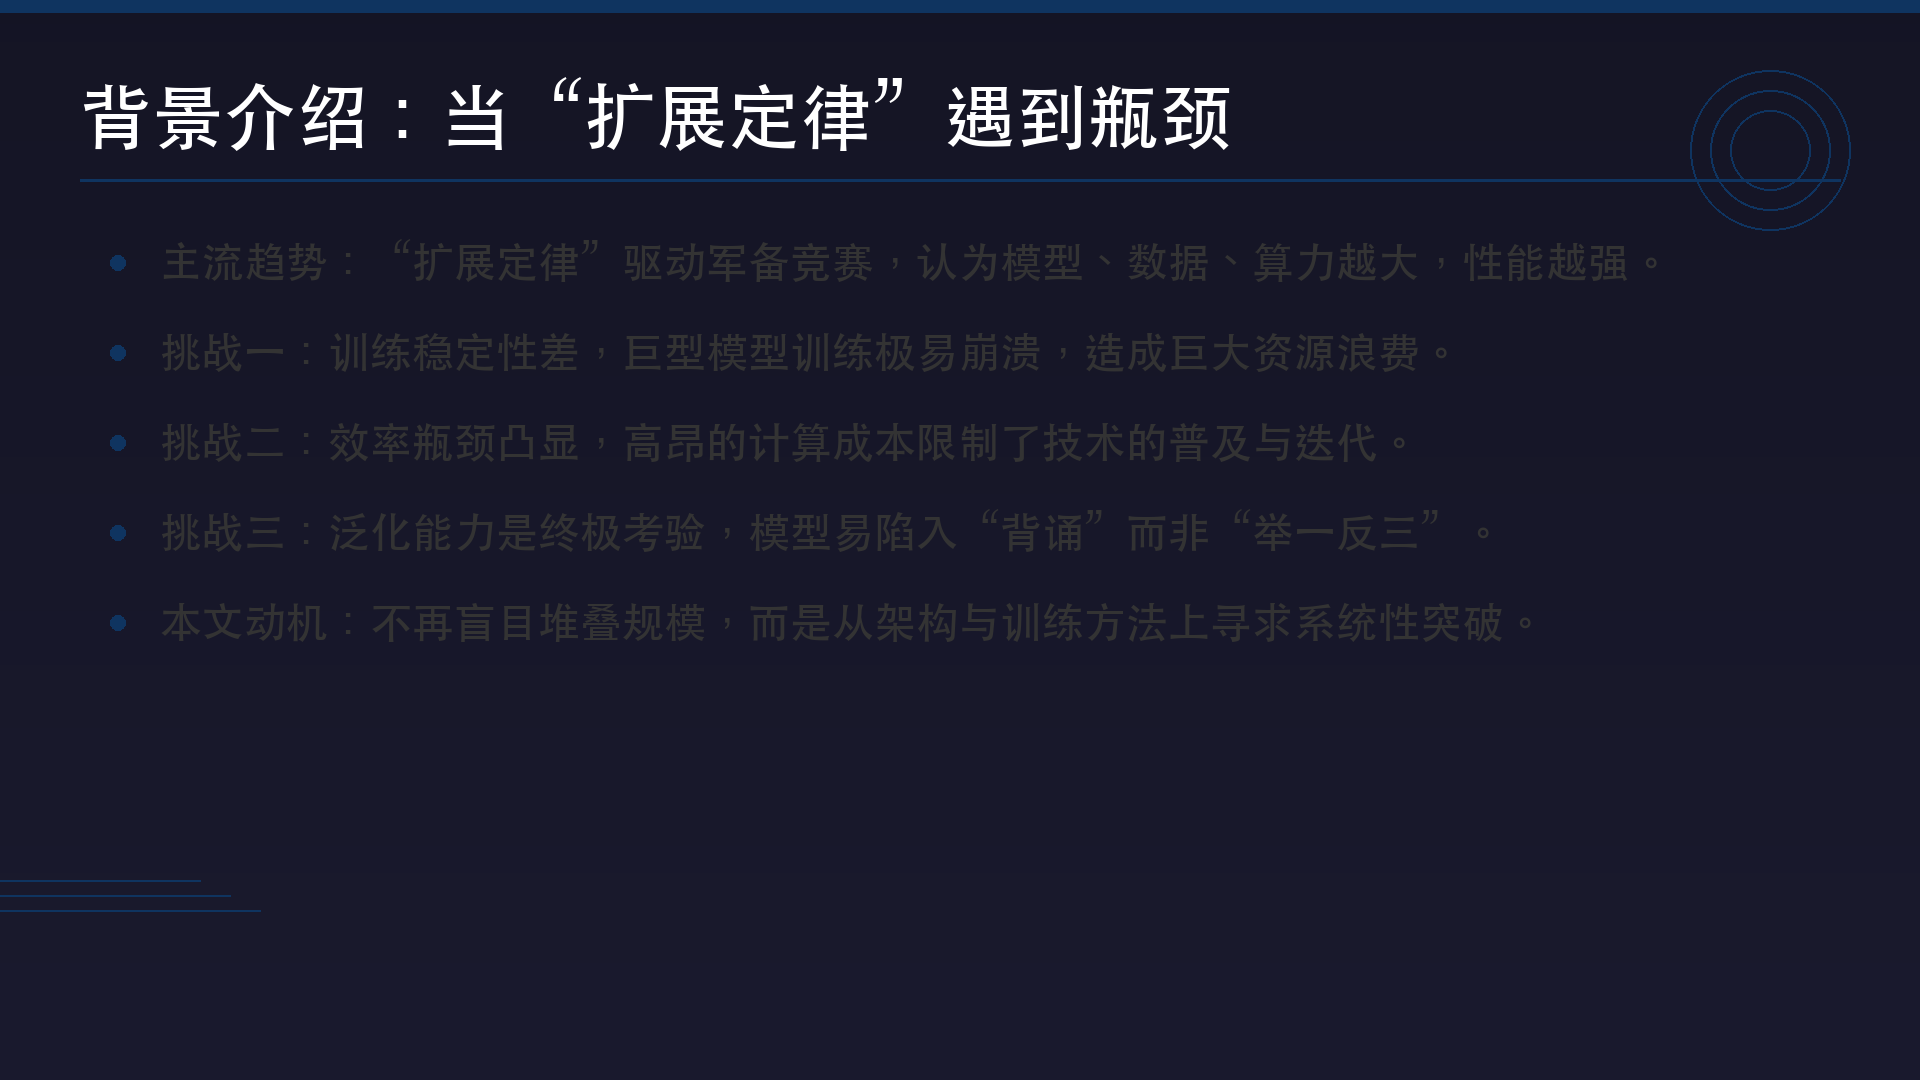 背景介绍：当“扩展定律”遇到瓶颈
主流趋势：“扩展定律”驱动军备竞赛，认为模型、数据、算力越大，性能越强。
挑战一：训练稳定性差，巨型模型训练极易崩溃，造成巨大资源浪费。
挑战二：效率瓶颈凸显，高昂的计算成本限制了技术的普及与迭代。
挑战三：泛化能力是终极考验，模型易陷入“背诵”而非“举一反三”。
本文动机：不再盲目堆叠规模，而是从架构与训练方法上寻求系统性突破。